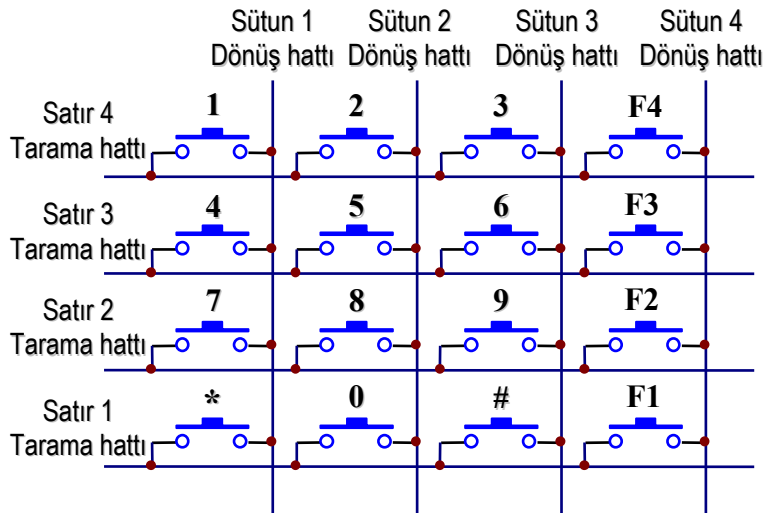 Sütun 1 Sütun 2 Sütun 3 Sütun 4
Dönüş hattı Dönüş hattı Dönüş hattı Dönüş hattı
Satır 4
Tarama hattı
1 2 3 F4
Satır 3
Tarama hattı
4 5 6 F3
Satır 2
Tarama hattı
7 8 9 F2
Satır 1
Tarama hattı
* 0 # F1